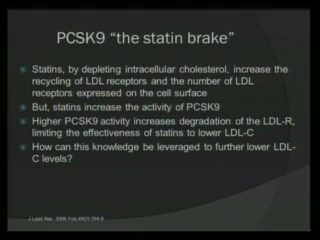 PCSK9 “the statin brake”
Statins, by depleting intracellular cholesterol, increase the
recycling of LDL receptors and the number of LDL
receptors expressed on the cell surface
But, statins increase the activity of PCSK9
Higher PCSK9 activity increases degradation of the LDL-R,
limiting the effectiveness of statins to lower LDL-C
How can this knowledge be leveraged to further lower LDL-
C levels?
J Lipid Res.